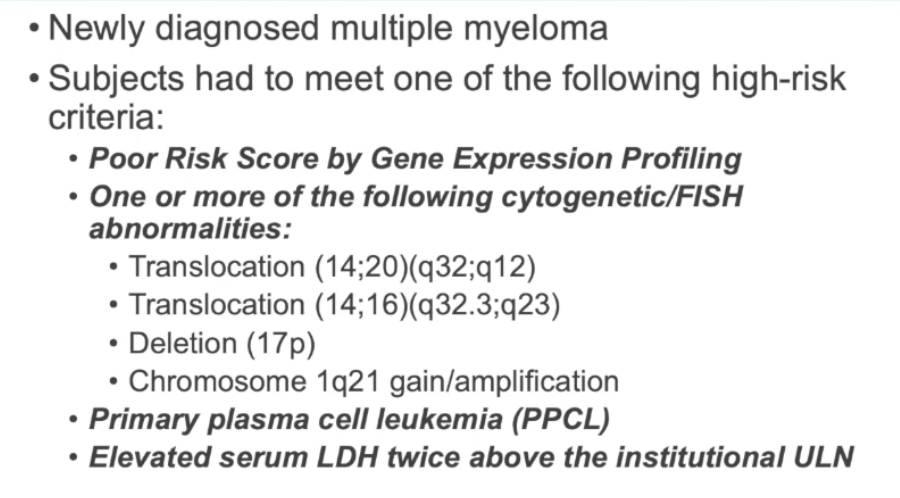 • Newly diagnosed multiple myeloma
• Subjects had to meet one of the following high-risk
criteria:
• Poor Risk Score by Gene Expression Profiling
• One or more of the following cytogenetic/FISH
abnormalities:
• Translocation (14;20)(q32;q12)
• Translocation (14;16)(q32.3;q23)
• Deletion (17p)
• Chromosome 1q21 gain/amplification
• Primary plasma cell leukemia (PPCL)
• Elevated serum LDH twice above the institutional ULN